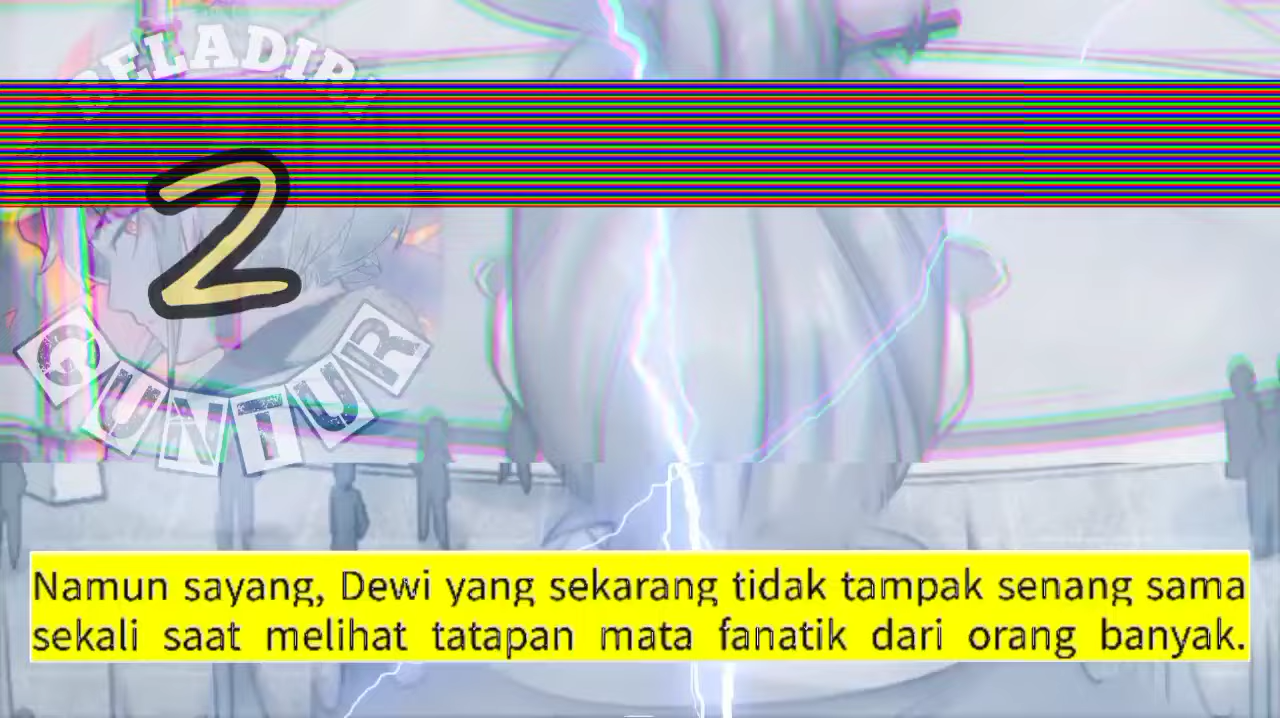 BELADIRI
2
GUNTUR
Namun sayang, Dewi yang sekarang tidak tampak senang sama
sekali saat melihat tatapan mata fanatik dari orang banyak.